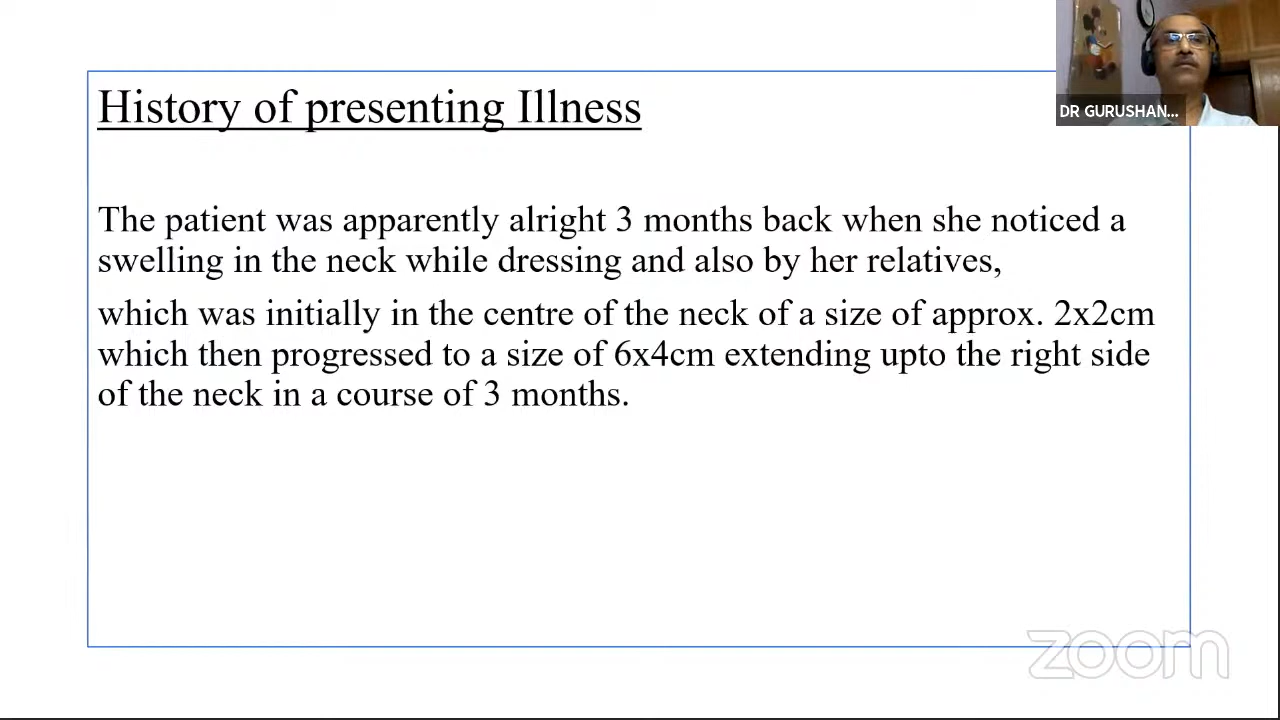 DR GURUSHAN...
History of presenting Illness
The patient was apparently alright 3 months back when she noticed a
swelling in the neck while dressing and also by her relatives,
which was initially in the centre of the neck of a size of approx. 2x2cm
which then progressed to a size of 6x4cm extending upto the right side
of the neck in a course of 3 months.
zoom